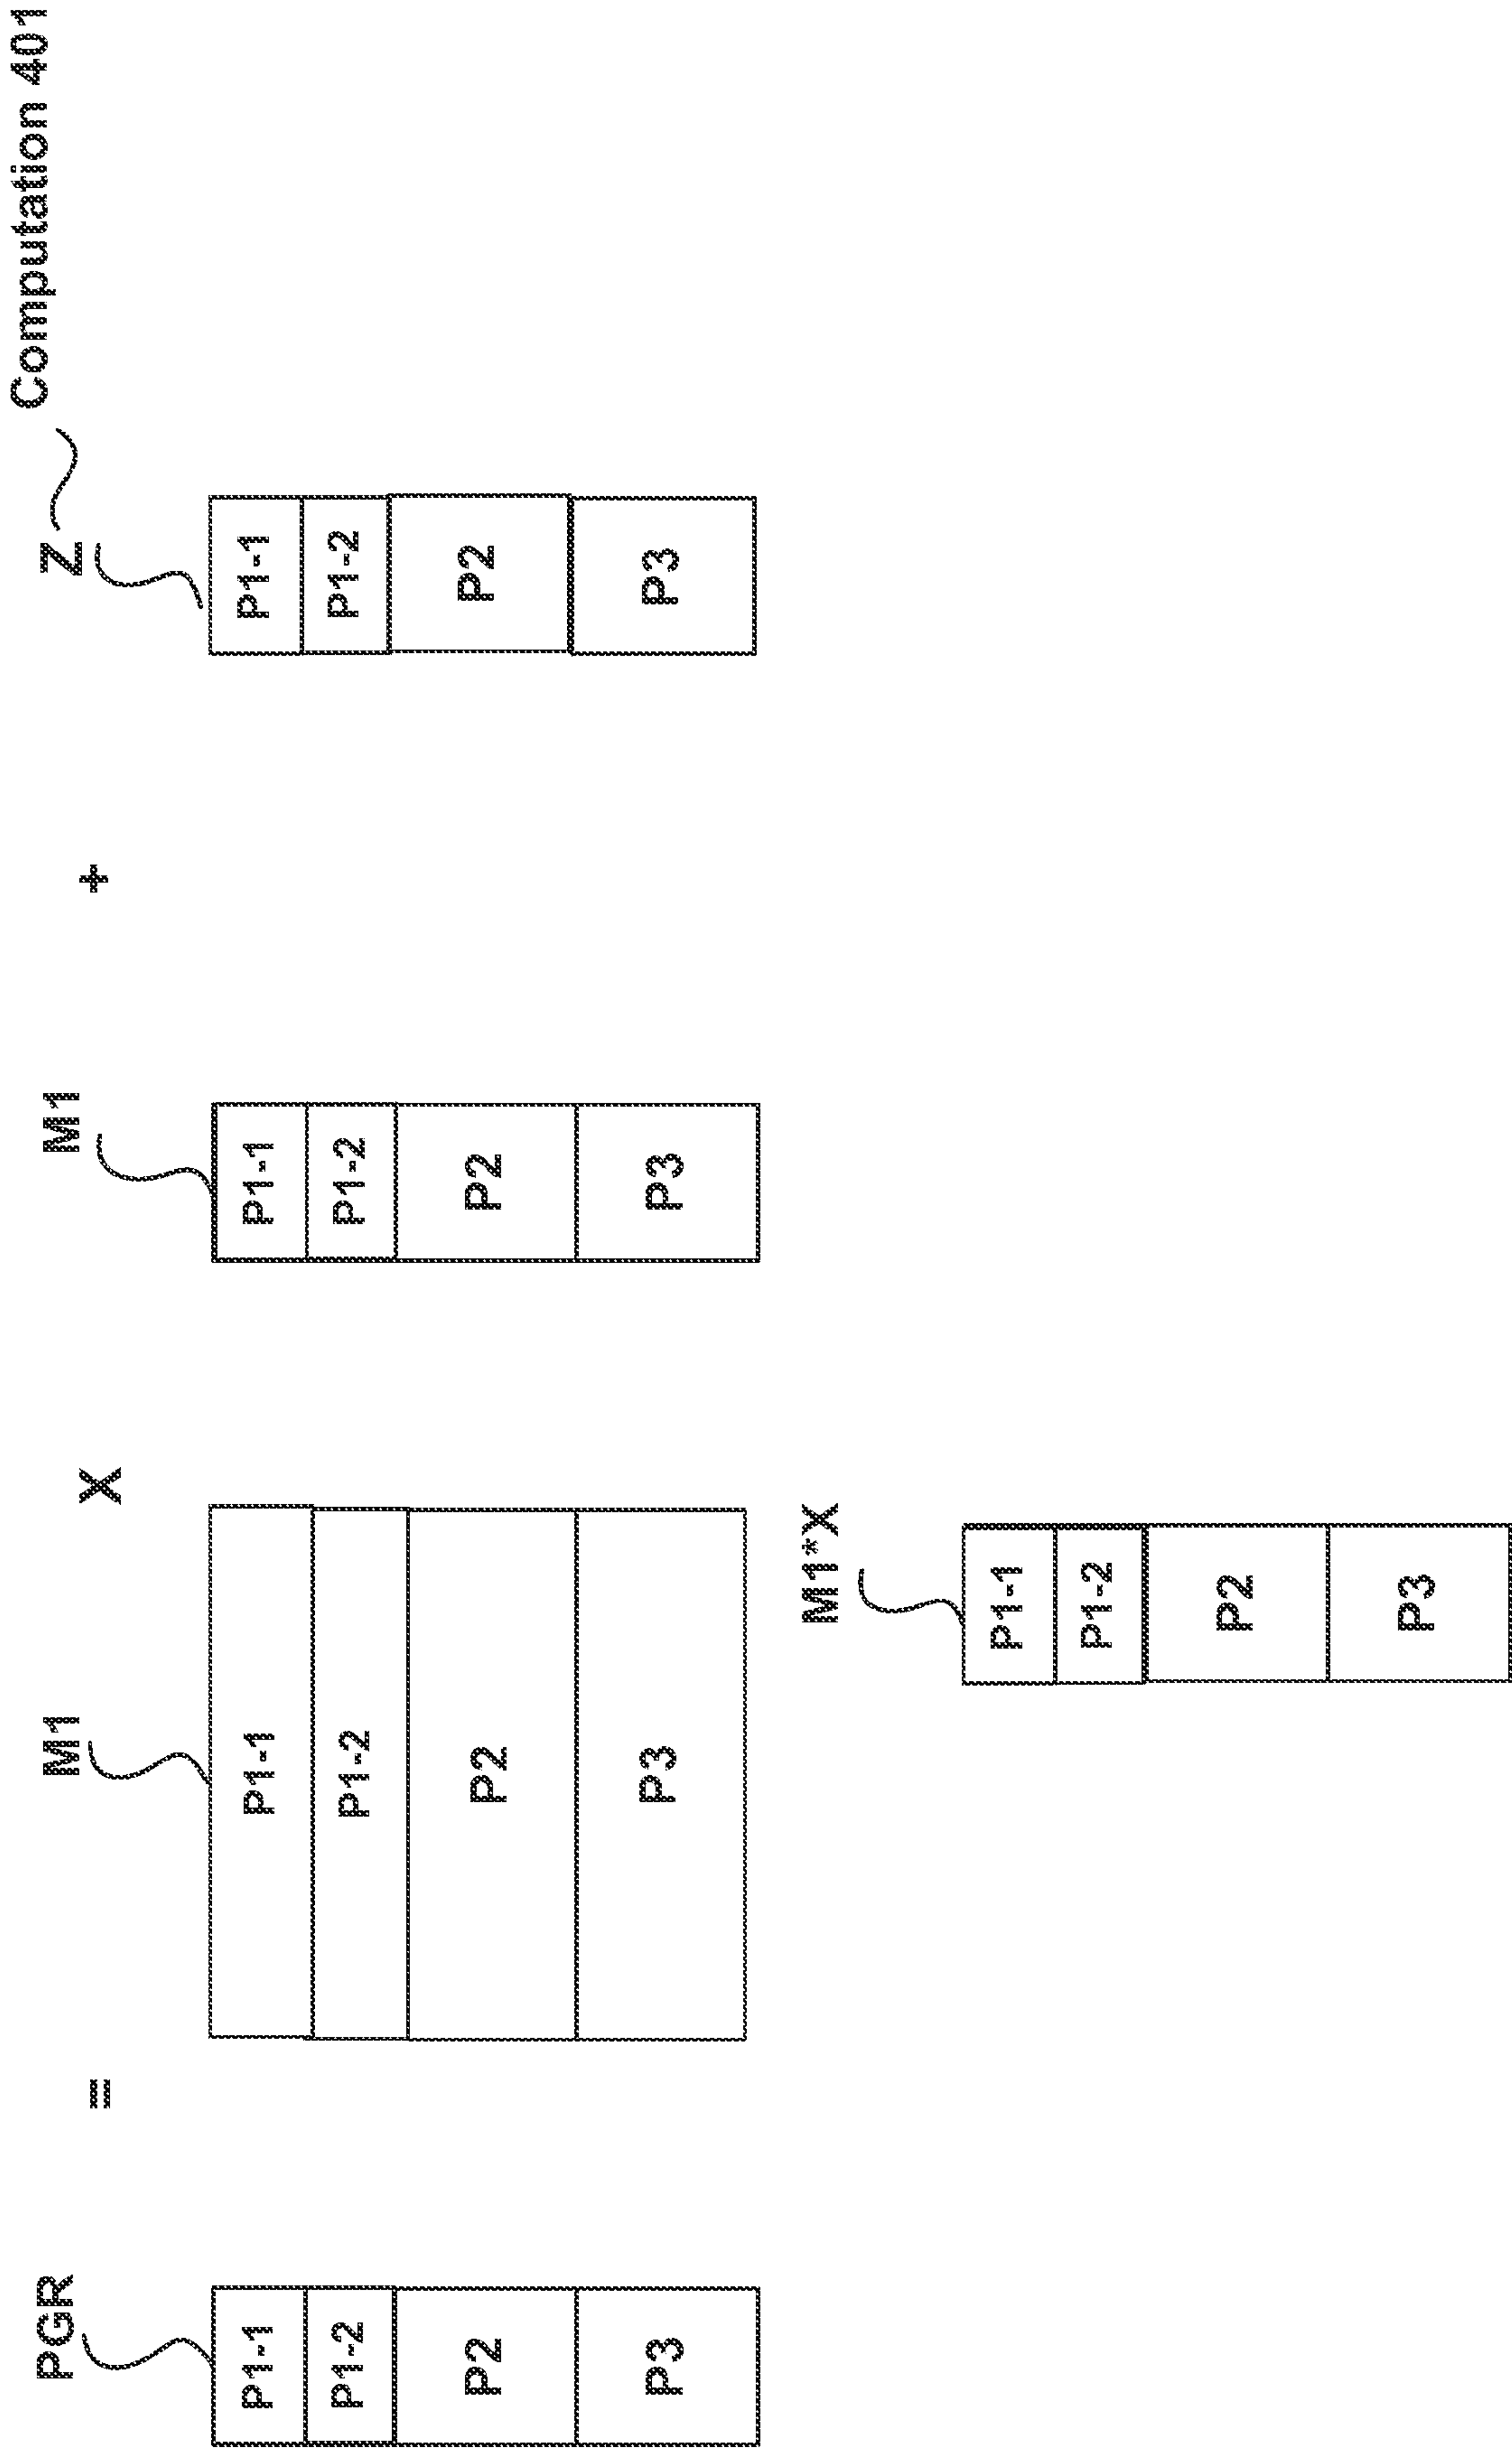 Computation 401
PGR
=
M1
X
M1
+
Z
P1-1
P1-2
P2
P3
P1-1
P1-2
P2
P3
P1-1
P1-2
P2
P3
P1-1
P1-2
P2
P3
M1*X
P1-1
P1-2
P2
P3